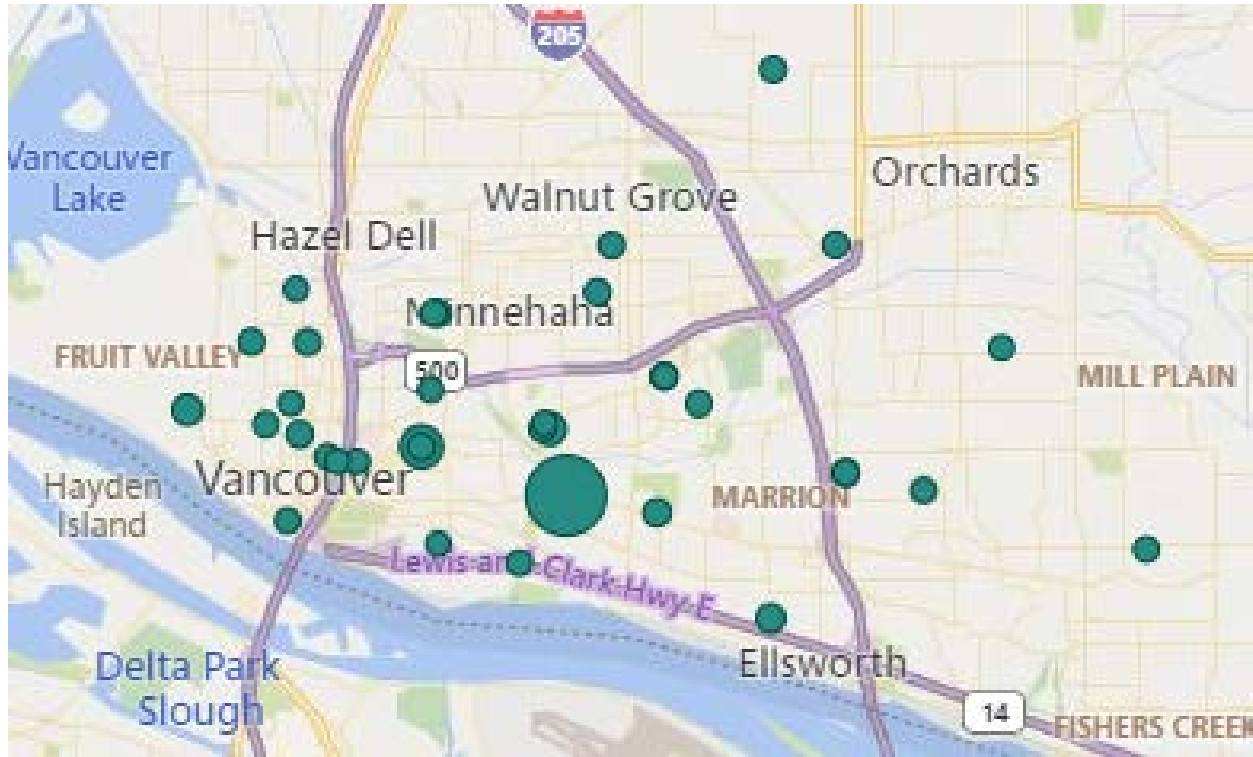 205
Vancouver
Lake
Walnut Grove
Orchards
Hazel Dell
Minnehaha
FRUIT VALLEY
500
MILL PLAIN
Hayden
Island
Vancouver
MARRION
Lewis and Clark Hwy E
Delta Park
Slough
Ellsworth
14
FISHERS CREEK